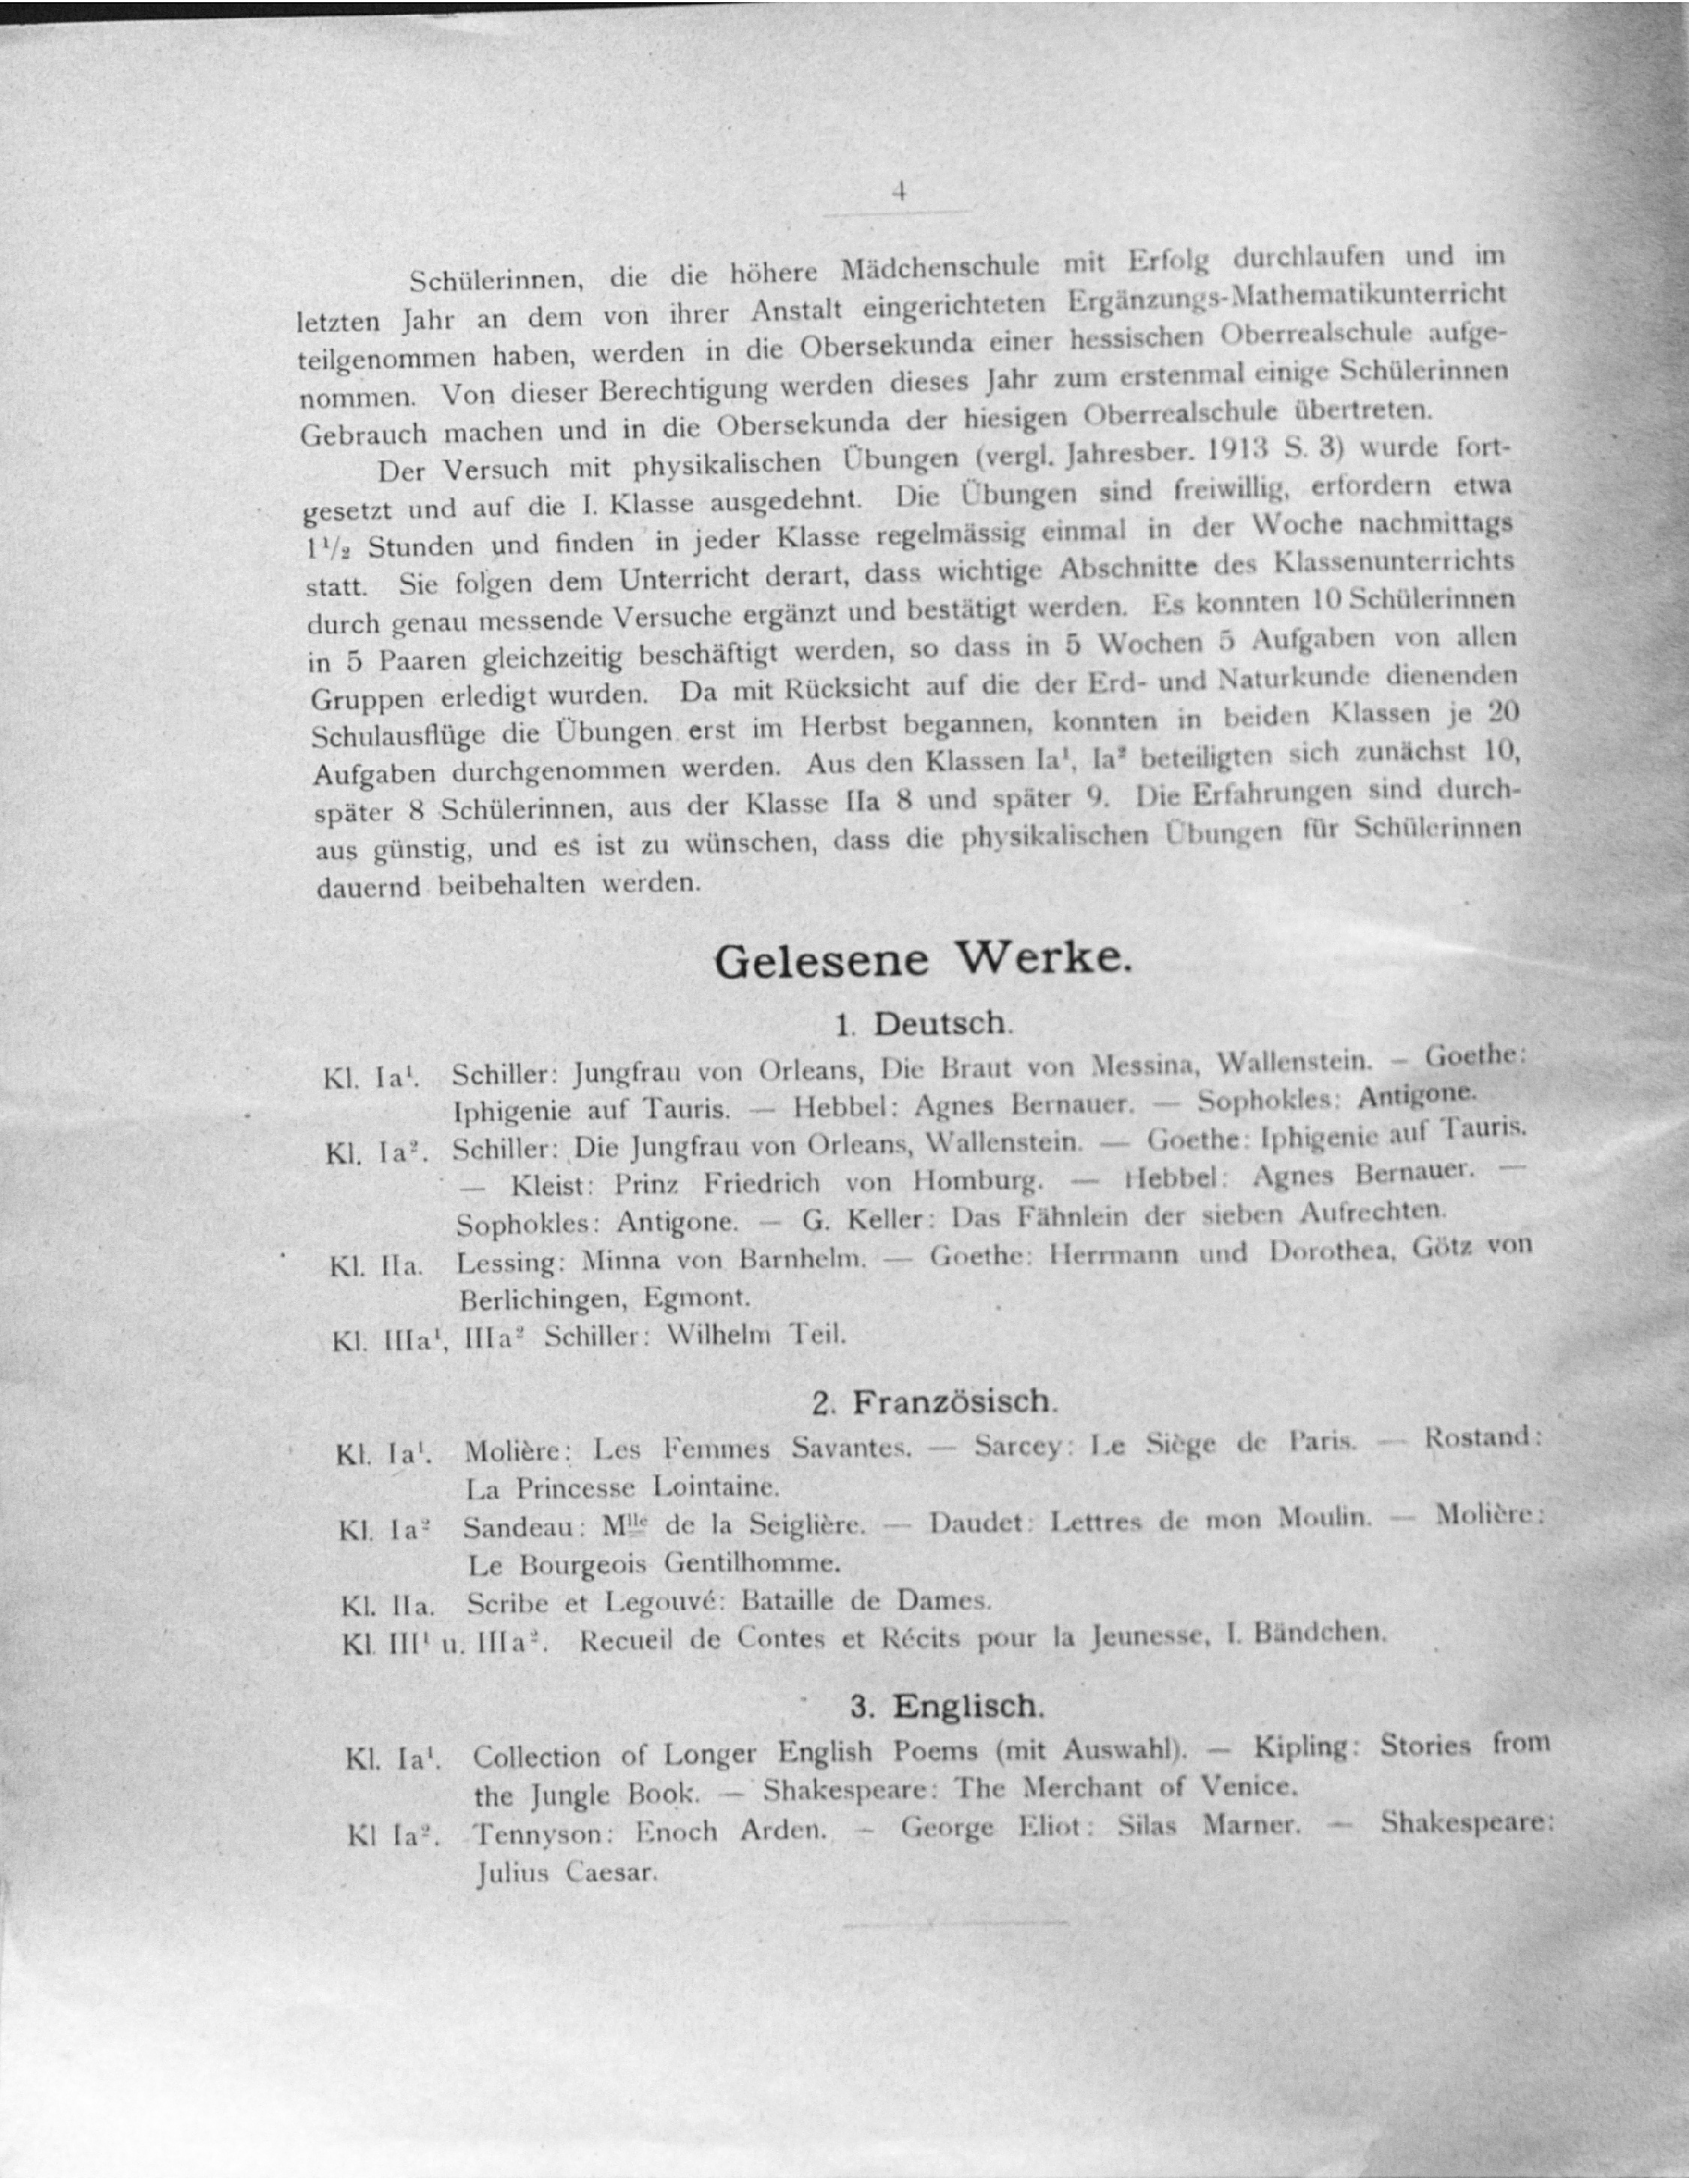 4
Schülerinnen, die die höhere Mädchenschule mit Erfolg durchlaufen und im
letzten Jahr an dem von ihrer Anstalt eingerichteten Ergänzungs-Mathematikunterricht
teilgenommen haben, werden in die Obersekunda einer hessischen Oberrealschule aufge-
nommen. Von dieser Berechtigung werden dieses Jahr zum erstenmal einige Schülerinnen
Gebrauch machen und in die Obersekunda der hiesigen Oberrealschule übertreten.
Der Versuch mit physikalischen Übungen (vergl. Jahresber. 1913 S. 3) wurde fort-
gesetzt und auf die I. Klasse ausgedehnt. Die Übungen sind freiwillig, erfordern etwa
1¹/₂ Stunden und finden in jeder Klasse regelmässig einmal in der Woche nachmittags
statt. Sie folgen dem Unterricht derart, dass wichtige Abschnitte des Klassenunterrichts
durch genau messende Versuche ergänzt und bestätigt werden. Es konnten 10 Schülerinnen
in 5 Paaren gleichzeitig beschäftigt werden, so dass in 5 Wochen 5 Aufgaben von allen
Gruppen erledigt wurden. Da mit Rücksicht auf die der Erd- und Naturkunde dienenden
Schulausflüge die Übungen erst im Herbst begannen, konnten in beiden Klassen je 20
Aufgaben durchgenommen werden. Aus den Klassen Ia¹, Ia² beteiligten sich zunächst 10,
später 8 Schülerinnen, aus der Klasse IIa 8 und später 9. Die Erfahrungen sind durch-
aus günstig, und es ist zu wünschen, dass die physikalischen Übungen für Schülerinnen
dauernd beibehalten werden.
Gelesene Werke.
1. Deutsch.
Kl. Ia¹. Schiller: Jungfrau von Orleans, Die Braut von Messina, Wallenstein. — Goethe:
Iphigenie auf Tauris. — Hebbel: Agnes Bernauer. — Sophokles: Antigone.
Kl. Ia². Schiller: Die Jungfrau von Orleans, Wallenstein. — Goethe: Iphigenie auf Tauris.
— Kleist: Prinz Friedrich von Homburg. — Hebbel: Agnes Bernauer. —
Sophokles: Antigone. — G. Keller: Das Fähnlein der sieben Aufrechten.
Kl. IIa. Lessing: Minna von Barnhelm. — Goethe: Herrmann und Dorothea, Götz von
Berlichingen, Egmont.
Kl. IIIa¹, IIIa² Schiller: Wilhelm Teil.
2. Französisch.
Kl. Ia¹. Molière: Les Femmes Savantes. — Sarcey: Le Siège de Paris. — Rostand:
La Princesse Lointaine.
Kl. Ia² Sandeau: Mlle de la Seiglière. — Daudet: Lettres de mon Moulin. — Molière:
Le Bourgeois Gentilhomme.
Kl. IIa. Scribe et Legouvé: Bataille de Dames.
Kl. III¹ u. IIIa². Recueil de Contes et Récits pour la Jeunesse, I. Bändchen.
3. Englisch.
Kl. Ia¹. Collection of Longer English Poems (mit Auswahl). — Kipling: Stories from
the Jungle Book. — Shakespeare: The Merchant of Venice.
Kl Ia². Tennyson: Enoch Arden. — George Eliot: Silas Marner. — Shakespeare:
Julius Caesar.